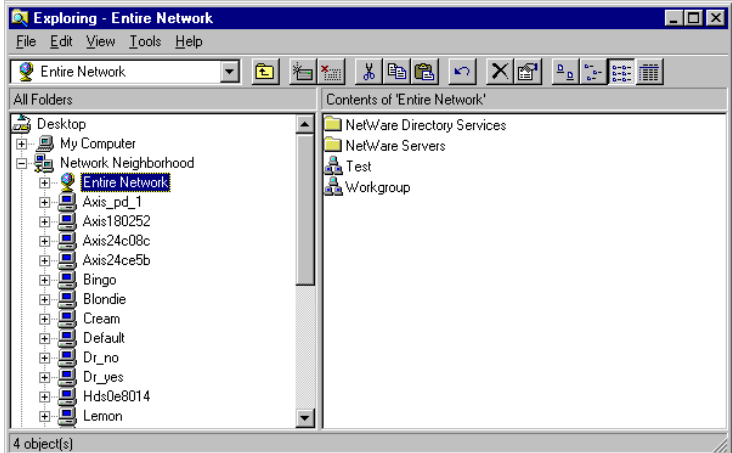 Exploring - Entire Network
File Edit View Tools Help
Entire Network
All Folders
Contents of 'Entire Network'
Desktop
My Computer
Network Neighborhood
Entire Network
Axis_pd_1
Axis180252
Axis24c08c
Axis24ce5b
Bingo
Blondie
Cream
Default
Dr_no
Dr_yes
Hds0e8014
Lemon
NetWare Directory Services
NetWare Servers
Test
Workgroup
4 object(s)